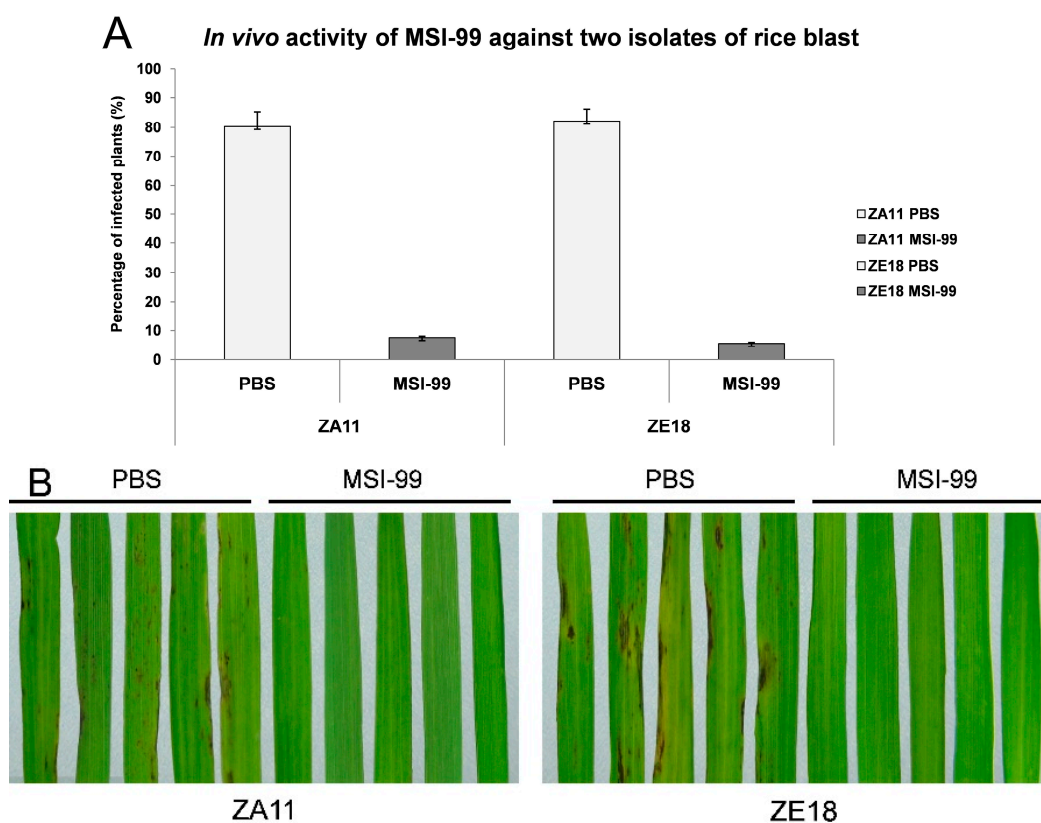 A
In vivo activity of MSI-99 against two isolates of rice blast
Percentage of infected plants (%)
100
90
80
70
60
50
40
30
20
10
0
PBS MSI-99 PBS MSI-99
ZA11 ZE18
ZA11 PBS
ZA11 MSI-99
ZE18 PBS
ZE18 MSI-99
B PBS MSI-99 PBS MSI-99
ZA11 ZE18